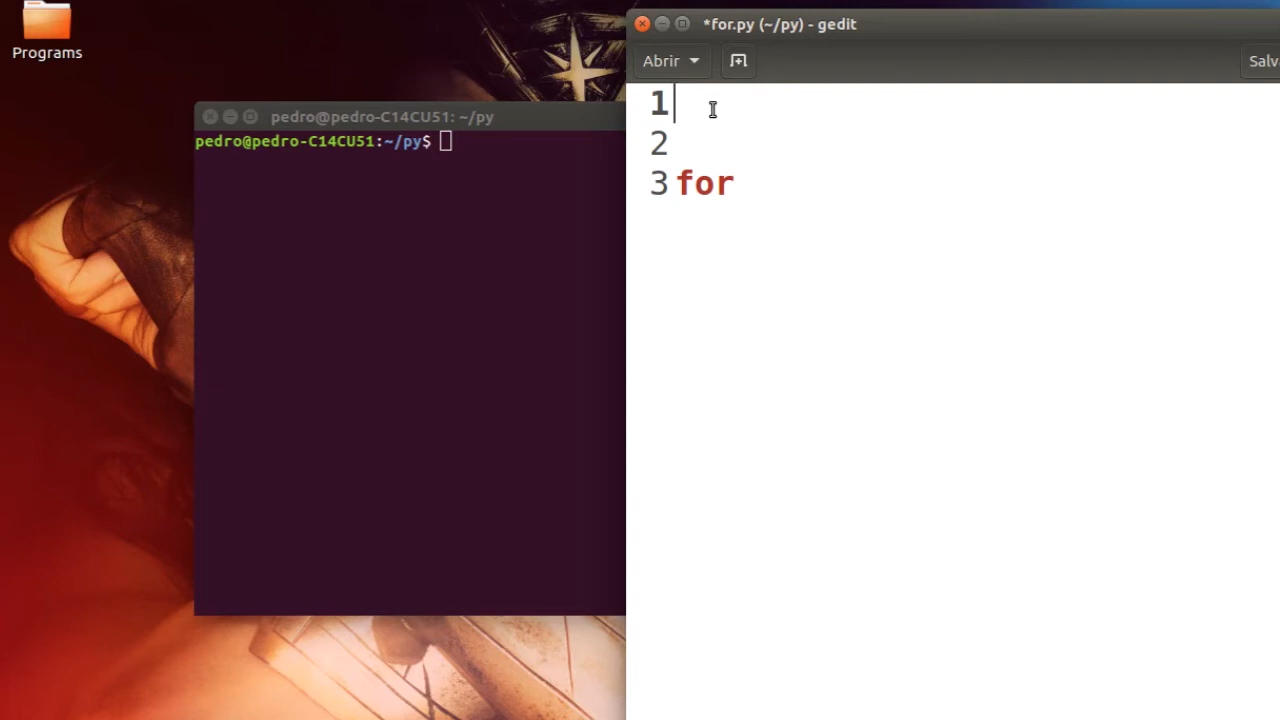 Programs
pedro@pedro-C14CU51: ~/py
pedro@pedro-C14CU51:~/py$
*for.py (~/py) - gedit
Abrir
Salv
1
2
3 for